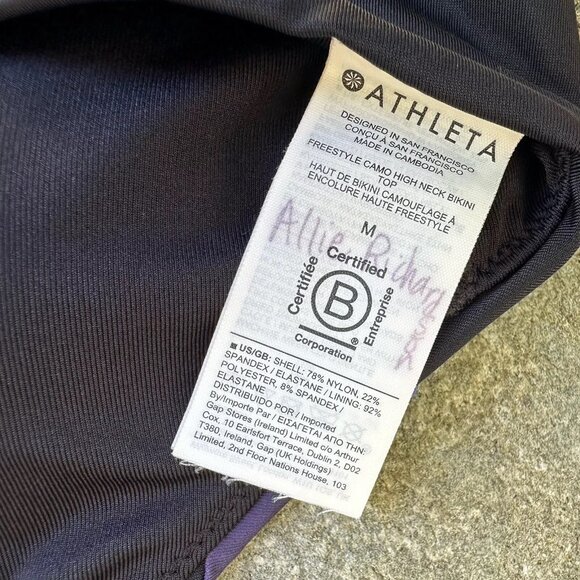 ATHLETA
DESIGNED IN SAN FRANCISCO
CONÇU À SAN FRANCISCO
MADE IN CAMBODIA
FREESTYLE CAMO HIGH NECK BIKINI
TOP
HAUT DE BIKINI CAMOUFLAGE À
ENCOLURE HAUTE FREESTYLE
M
Allie Richardson
Certified
Certifiée
B
Entreprise
Corporation
US/GB: SHELL: 78% NYLON, 22%
SPANDEX / ELASTANE / LINING: 92%
POLYESTER, 8% SPANDEX /
ELASTANE
DISTRIBUIDO POR / Imported
By/Importe Par / ΕΙΣΑΓΕΤΑΙ ΑΠΟ ΤΗΝ:
Gap Stores (Ireland) Limited c/o Arthur
Cox, 10 Earlsfort Terrace, Dublin 2, D02
T380, Ireland, Gap (UK Holdings)
Limited, 2nd Floor Nations House, 103